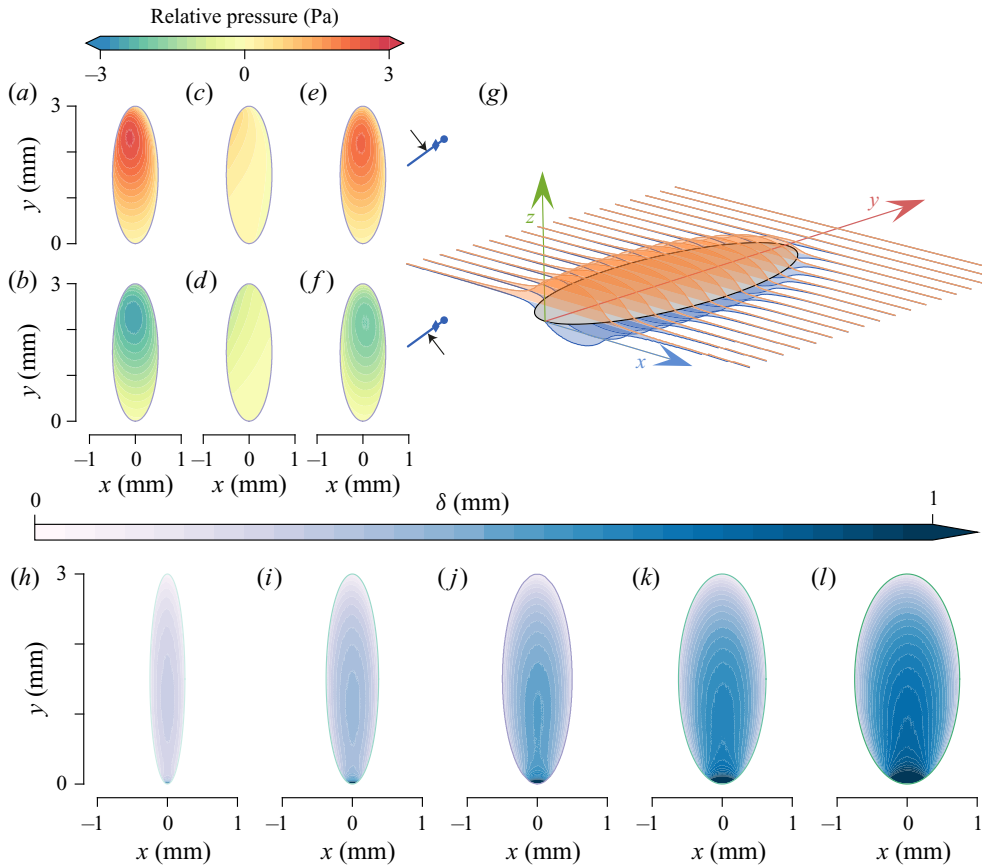 Relative pressure (Pa)
−3 0 3
(a) (c) (e) (g)
3
y (mm)
0
z
y
x
(b) (d) (f)
3
y (mm)
0
−1 0 1 −1 0 1 −1 0 1
x (mm) x (mm) x (mm)
0 δ (mm) 1
(h) (i) (j) (k) (l)
3
y (mm)
0
−1 0 1 −1 0 1 −1 0 1 −1 0 1 −1 0 1
x (mm) x (mm) x (mm) x (mm) x (mm)